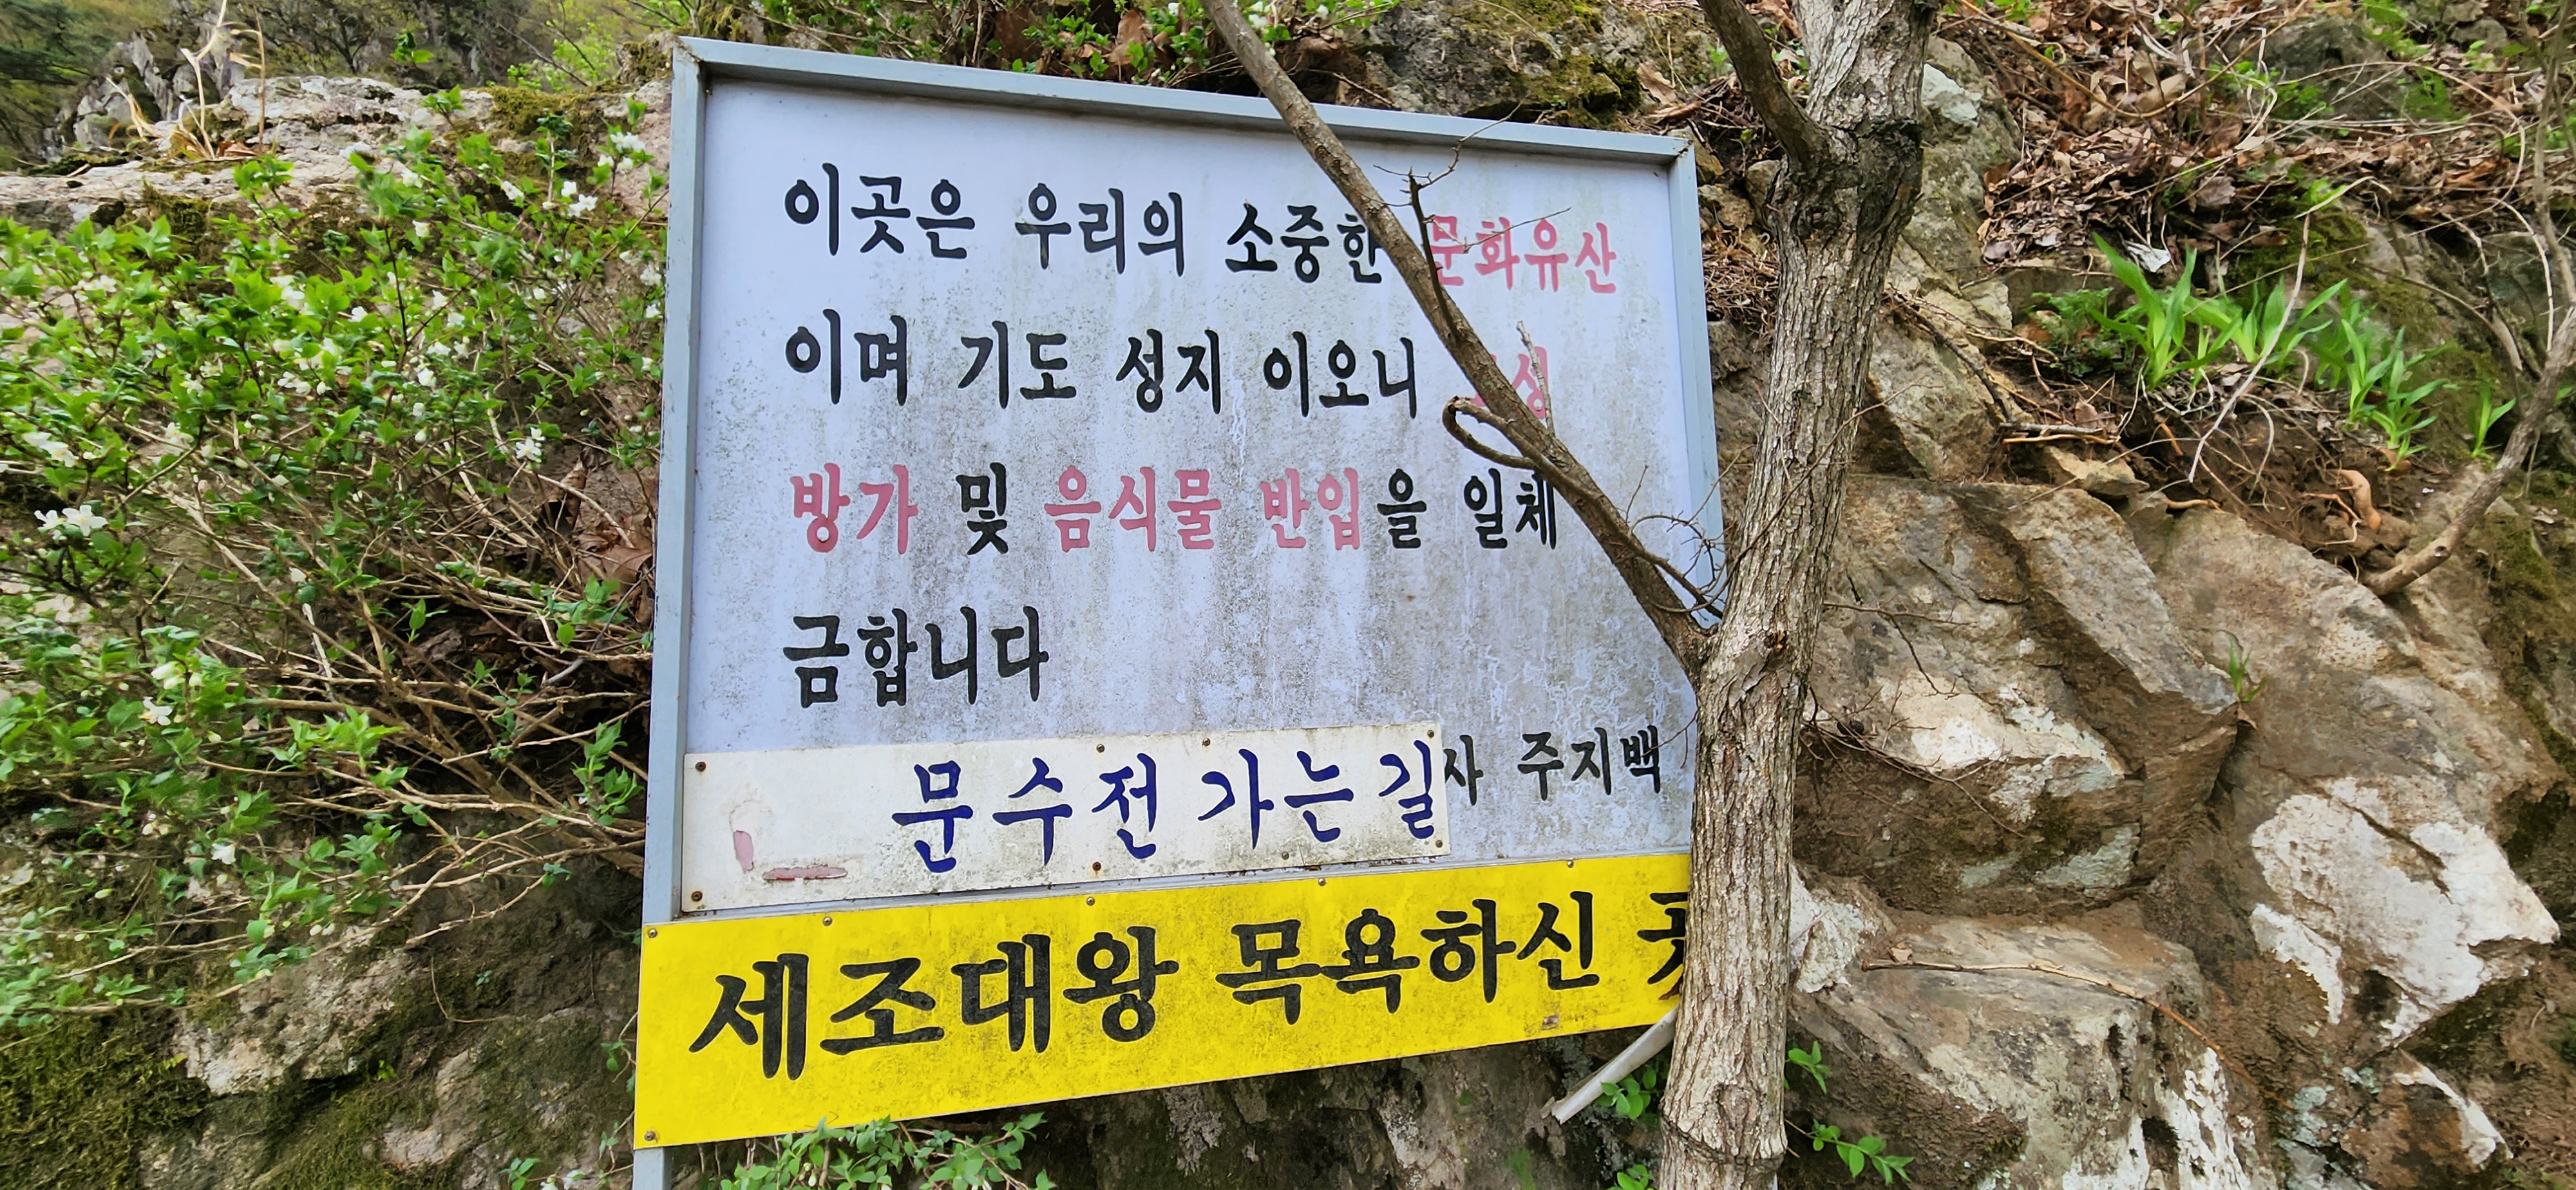 이곳은 우리의 소중한 문화유산
이며 기도 성지 이오니
방가 및 음식물 반입을 일체
금합니다
문수전 가는길
주지백
세조대왕 목욕하신